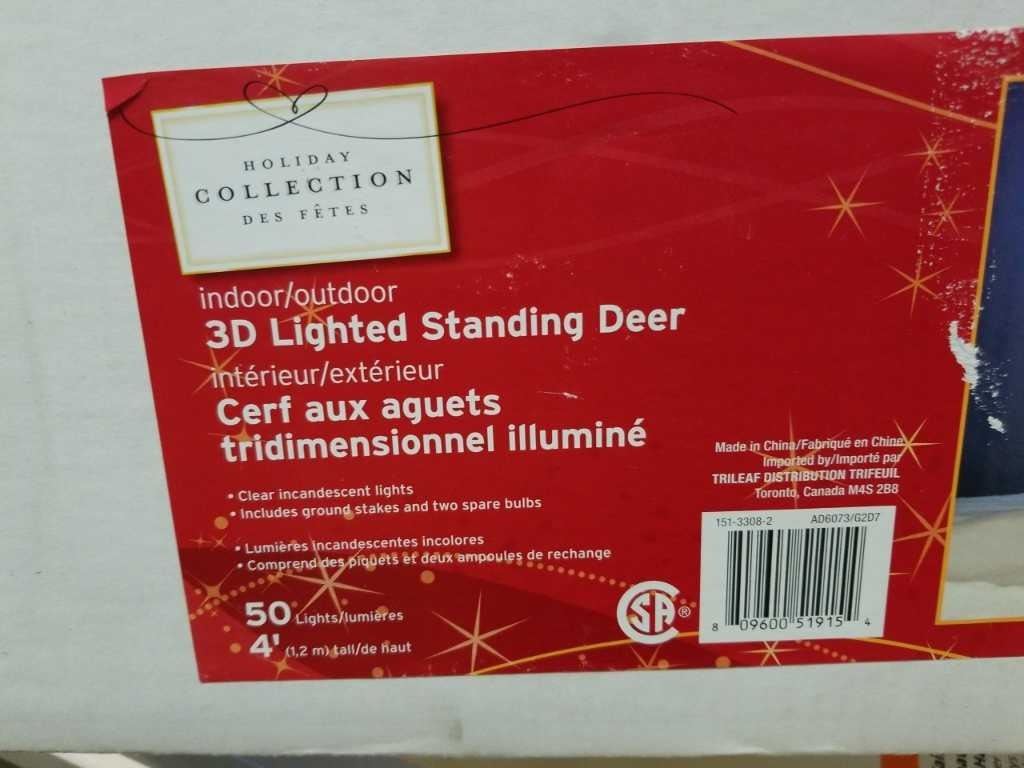 HOLIDAY
COLLECTION
DES FÊTES
indoor/outdoor
3D Lighted Standing Deer
intérieur/extérieur
Cerf aux aguets
tridimensionnel illuminé
• Clear incandescent lights
• Includes ground stakes and two spare bulbs
• Lumières incandescentes incolores
• Comprend des piquets et deux ampoules de rechange
50 Lights/lumières
4' (1,2 m) tall/de haut
Made in China/Fabriqué en Chine
Imported by/Importé par
TRILEAF DISTRIBUTION TRIFEUIL
Toronto, Canada M4S 2B8
151-3308-2 AD6073/G2D7
SA®
8 09600 51915 4